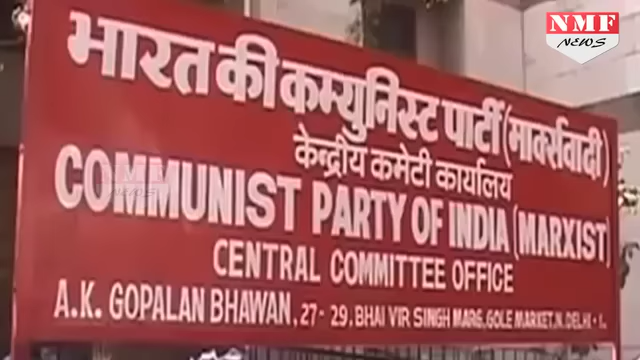 NMF
NEWS
भारत की कम्युनिस्ट पार्टी (मार्क्सवादी)
केन्द्रीय कमेटी कार्यालय
COMMUNIST PARTY OF INDIA (MARXIST)
CENTRAL COMMITTEE OFFICE
A.K. GOPALAN BHAWAN, 27-29, BHAI VIR SINGH MARG, GOLE MARKET, N. DELHI-1.